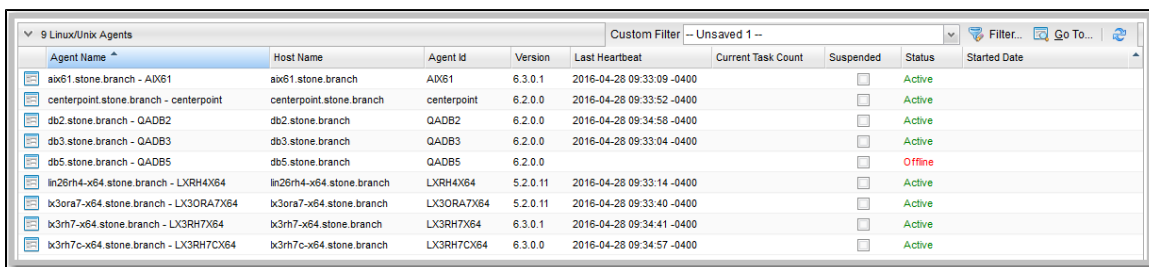 9 Linux/Unix Agents Custom Filter -- Unsaved 1 -- Filter... Go To...
Agent Name Host Name Agent Id Version Last Heartbeat Current Task Count Suspended Status Started Date
aix61.stone.branch - AIX61 aix61.stone.branch AIX61 6.3.0.1 2016-04-28 09:33:09 -0400 Active
centerpoint.stone.branch - centerpoint centerpoint.stone.branch centerpoint 6.2.0.0 2016-04-28 09:33:52 -0400 Active
db2.stone.branch - QADB2 db2.stone.branch QADB2 6.2.0.0 2016-04-28 09:34:58 -0400 Active
db3.stone.branch - QADB3 db3.stone.branch QADB3 6.2.0.0 2016-04-28 09:33:04 -0400 Active
db5.stone.branch - QADB5 db5.stone.branch QADB5 6.2.0.0 Offline
lin26rh4-x64.stone.branch - LXRH4X64 lin26rh4-x64.stone.branch LXRH4X64 5.2.0.11 2016-04-28 09:33:14 -0400 Active
lx3ora7-x64.stone.branch - LX3ORA7X64 lx3ora7-x64.stone.branch LX3ORA7X64 5.2.0.11 2016-04-28 09:33:40 -0400 Active
lx3rh7-x64.stone.branch - LX3RH7X64 lx3rh7-x64.stone.branch LX3RH7X64 6.3.0.1 2016-04-28 09:34:41 -0400 Active
lx3rh7c-x64.stone.branch - LX3RH7CX64 lx3rh7c-x64.stone.branch LX3RH7CX64 6.3.0.0 2016-04-28 09:34:57 -0400 Active